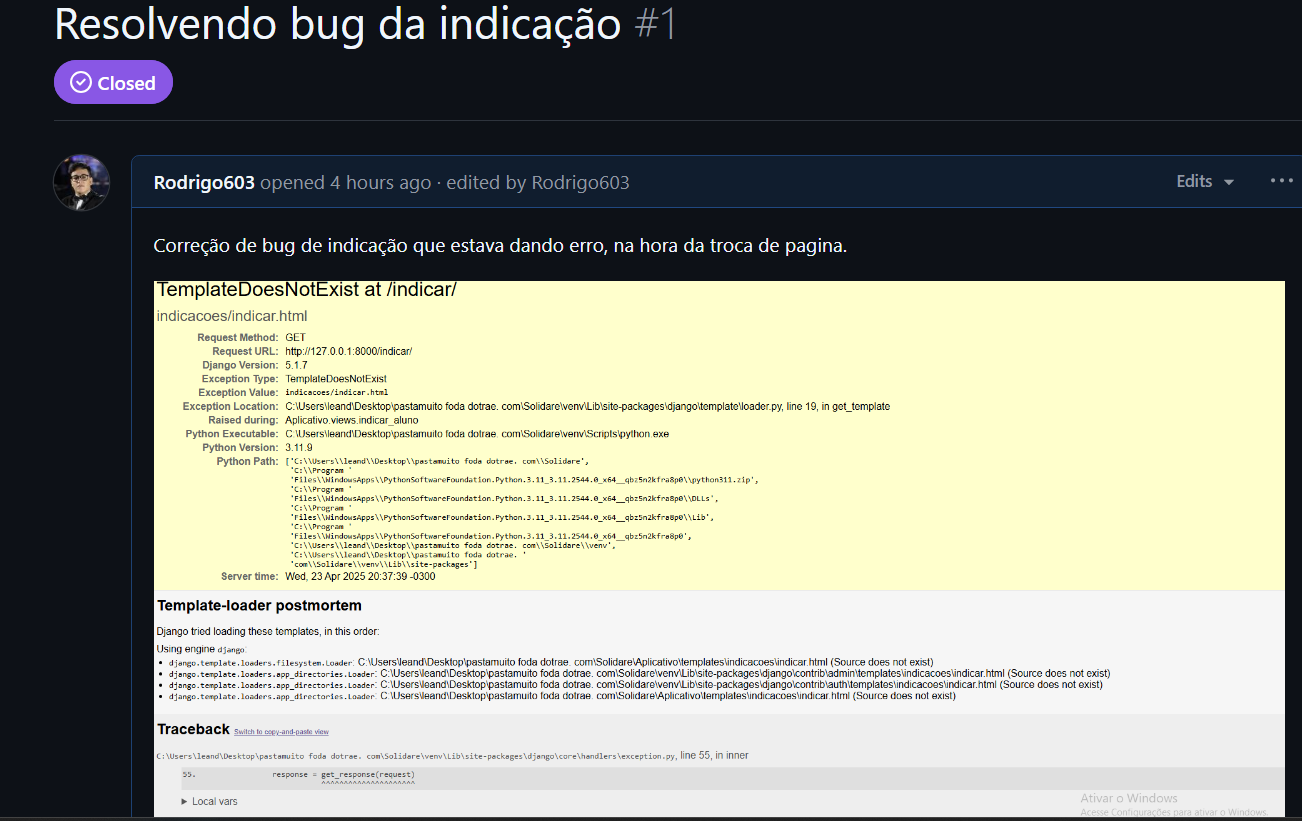 Resolvendo bug da indicação #1
Closed
Rodrigo603 opened 4 hours ago · edited by Rodrigo603
Edits
Correção de bug de indicação que estava dando erro, na hora da troca de pagina.
TemplateDoesNotExist at /indicar/
indicacoes/indicar.html
Request Method: GET
Request URL: http://127.0.0.1:8000/indicar/
Django Version: 5.1.7
Exception Type: TemplateDoesNotExist
Exception Value: indicacoes/indicar.html
Exception Location: C:\Users\leand\Desktop\pastamuito foda dotrae. com\Solidare\venv\Lib\site-packages\django\template\loader.py, line 19, in get_template
Raised during: Aplicativo.views.indicar_aluno
Python Executable: C:\Users\leand\Desktop\pastamuito foda dotrae. com\Solidare\venv\Scripts\python.exe
Python Version: 3.11.9
Python Path: ['C:\\Users\\leand\\Desktop\\pastamuito foda dotrae. com\\Solidare',
'C:\\Program '
'Files\\WindowsApps\\PythonSoftwareFoundation.Python.3.11_3.11.2544.0_x64__qbz5n2kfra8p0\\python311.zip',
'C:\\Program '
'Files\\WindowsApps\\PythonSoftwareFoundation.Python.3.11_3.11.2544.0_x64__qbz5n2kfra8p0\\DLLs',
'C:\\Program '
'Files\\WindowsApps\\PythonSoftwareFoundation.Python.3.11_3.11.2544.0_x64__qbz5n2kfra8p0\\Lib',
'C:\\Program '
'Files\\WindowsApps\\PythonSoftwareFoundation.Python.3.11_3.11.2544.0_x64__qbz5n2kfra8p0',
'C:\\Users\\leand\\Desktop\\pastamuito foda dotrae. com\\Solidare\\venv',
'C:\\Users\\leand\\Desktop\\pastamuito foda dotrae. '
'com\\Solidare\\venv\\Lib\\site-packages']
Server time: Wed, 23 Apr 2025 20:37:39 -0300
Template-loader postmortem
Django tried loading these templates, in this order:
Using engine django:
• django.template.loaders.filesystem.Loader: C:\Users\leand\Desktop\pastamuito foda dotrae. com\Solidare\Aplicativo\templates\indicacoes\indicar.html (Source does not exist)
• django.template.loaders.app_directories.Loader: C:\Users\leand\Desktop\pastamuito foda dotrae. com\Solidare\venv\Lib\site-packages\django\contrib\admin\templates\indicacoes\indicar.html (Source does not exist)
• django.template.loaders.app_directories.Loader: C:\Users\leand\Desktop\pastamuito foda dotrae. com\Solidare\venv\Lib\site-packages\django\contrib\auth\templates\indicacoes\indicar.html (Source does not exist)
• django.template.loaders.app_directories.Loader: C:\Users\leand\Desktop\pastamuito foda dotrae. com\Solidare\Aplicativo\templates\indicacoes\indicar.html (Source does not exist)
Traceback Switch to copy-and-paste view
C:\Users\leand\Desktop\pastamuito foda dotrae. com\Solidare\venv\Lib\site-packages\django\core\handlers\exception.py, line 55, in inner
55. response = get_response(request)
^^^^^^^^^^^^^^^^^^^^^
▶ Local vars
Ativar o Windows
Acesse Configurações para ativar o Windows.